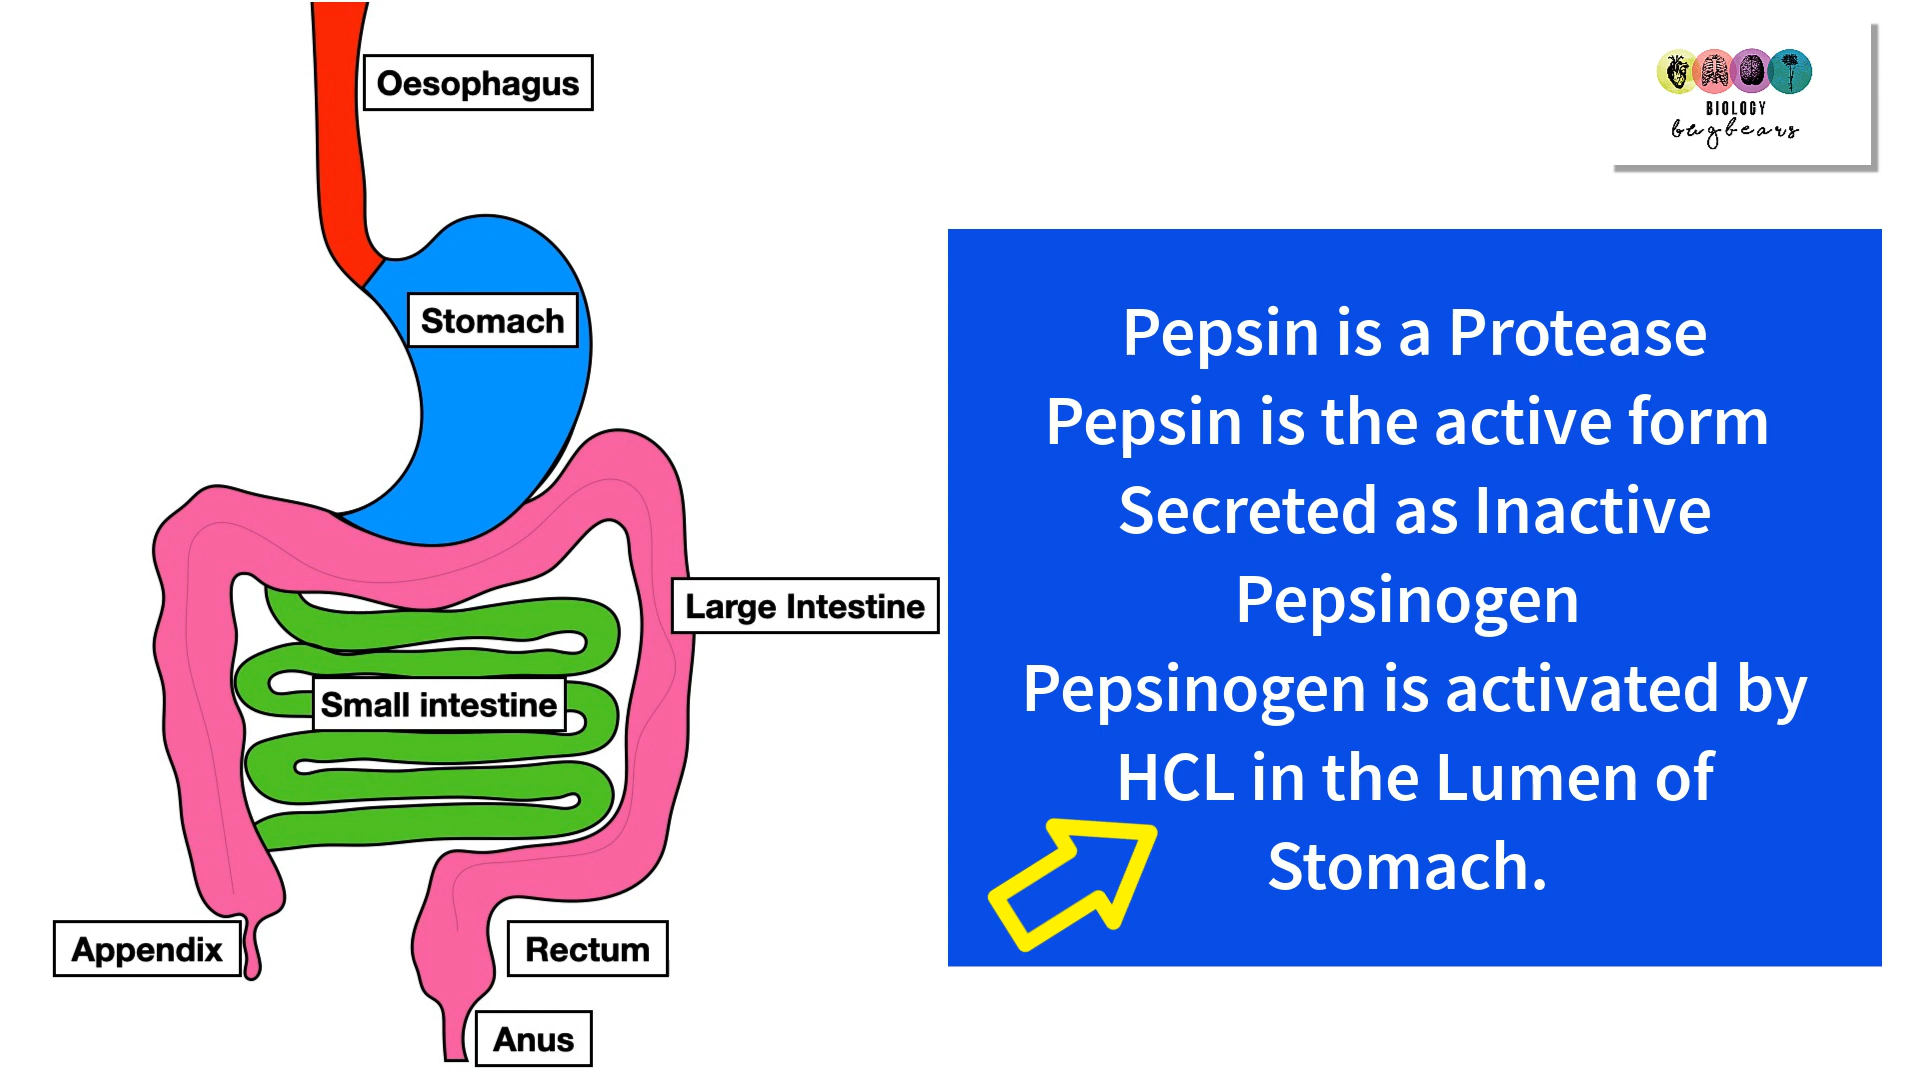 Oesophagus
Stomach
Large Intestine
Small intestine
Appendix
Rectum
Anus
BIOLOGY
bugbears
Pepsin is a Protease
Pepsin is the active form
Secreted as Inactive
Pepsinogen
Pepsinogen is activated by
HCL in the Lumen of
Stomach.